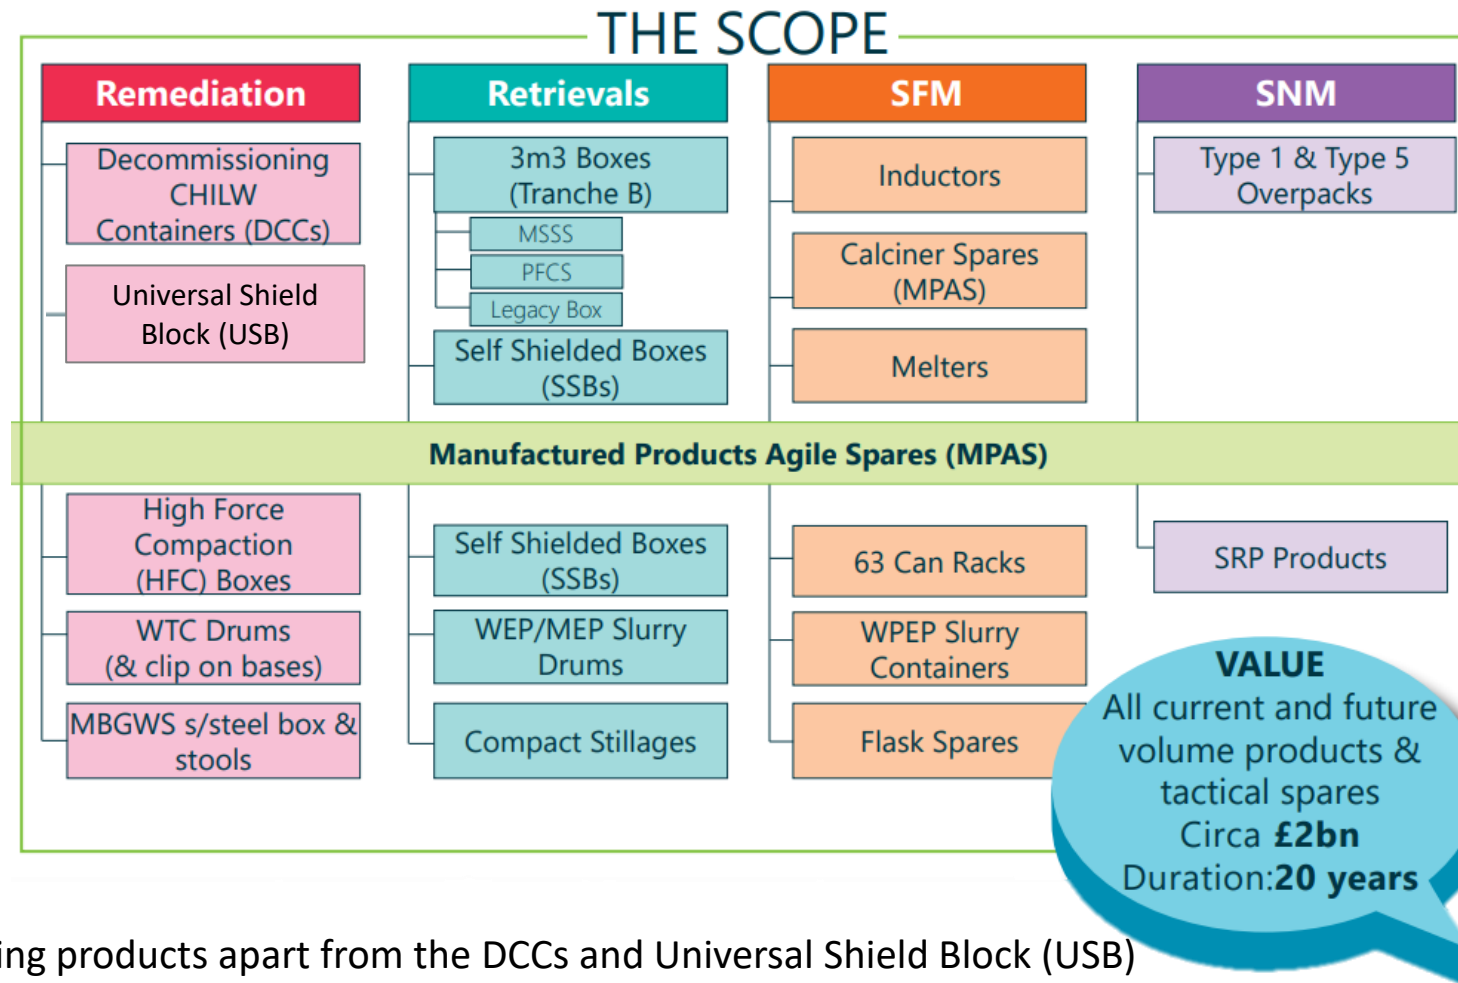 THE SCOPE
Remediation
Decommissioning
CHILW
Containers (DCCs)
Universal Shield
Block (USB)
Retrievals
3m3 Boxes
(Tranche B)
MSSS
PFCS
Legacy Box
Self Shielded Boxes
(SSBs)
SFM
Inductors
Calciner Spares
(MPAS)
Melters
SNM
Type 1 & Type 5
Overpacks
Manufactured Products Agile Spares (MPAS)
High Force
Compaction
(HFC) Boxes
WTC Drums
(& clip on bases)
MBGWS s/steel box &
stools
Self Shielded Boxes
(SSBs)
WEP/MEP Slurry
Drums
Compact Stillages
63 Can Racks
WPEP Slurry
Containers
Flask Spares
SRP Products
VALUE
All current and future
volume products &
tactical spares
Circa £2bn
Duration:20 years
ing products apart from the DCCs and Universal Shield Block (USB)